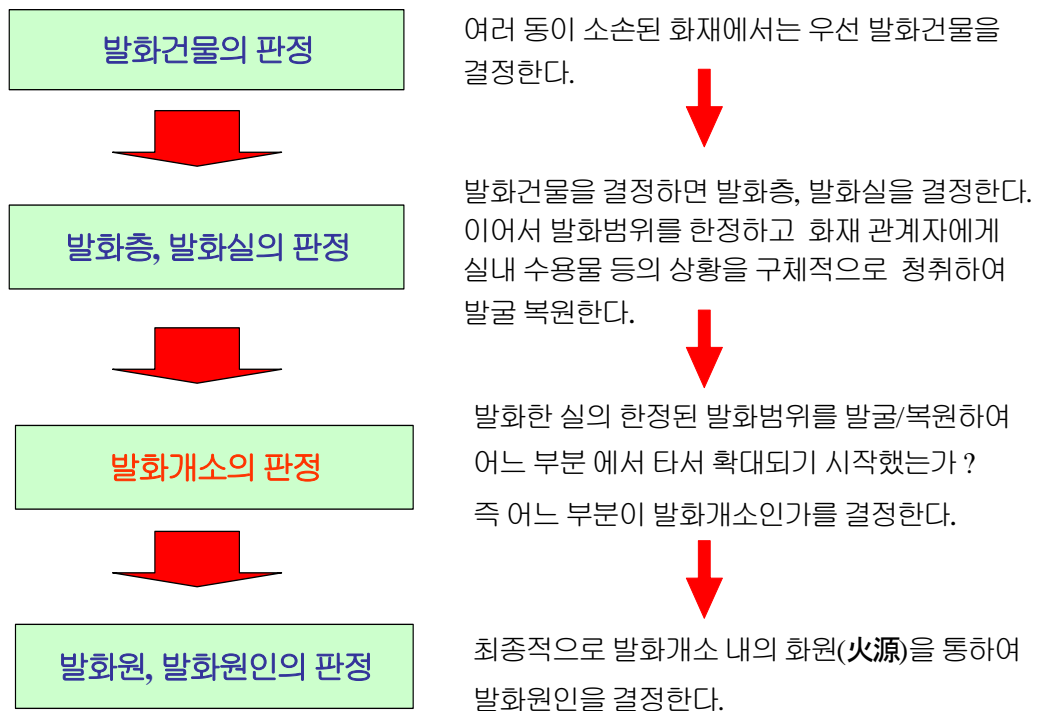 발화건물의 판정
여러 동이 소손된 화재에서는 우선 발화건물을
결정한다.
발화층, 발화실의 판정
발화건물을 결정하면 발화층, 발화실을 결정한다.
이어서 발화범위를 한정하고 화재 관계자에게
실내 수용물 등의 상황을 구체적으로 청취하여
발굴 복원한다.
발화개소의 판정
발화한 실의 한정된 발화범위를 발굴/복원하여
어느 부분 에서 타서 확대되기 시작했는가 ?
즉 어느 부분이 발화개소인가를 결정한다.
발화원, 발화원인의 판정
최종적으로 발화개소 내의 화원(火源)을 통하여
발화원인을 결정한다.